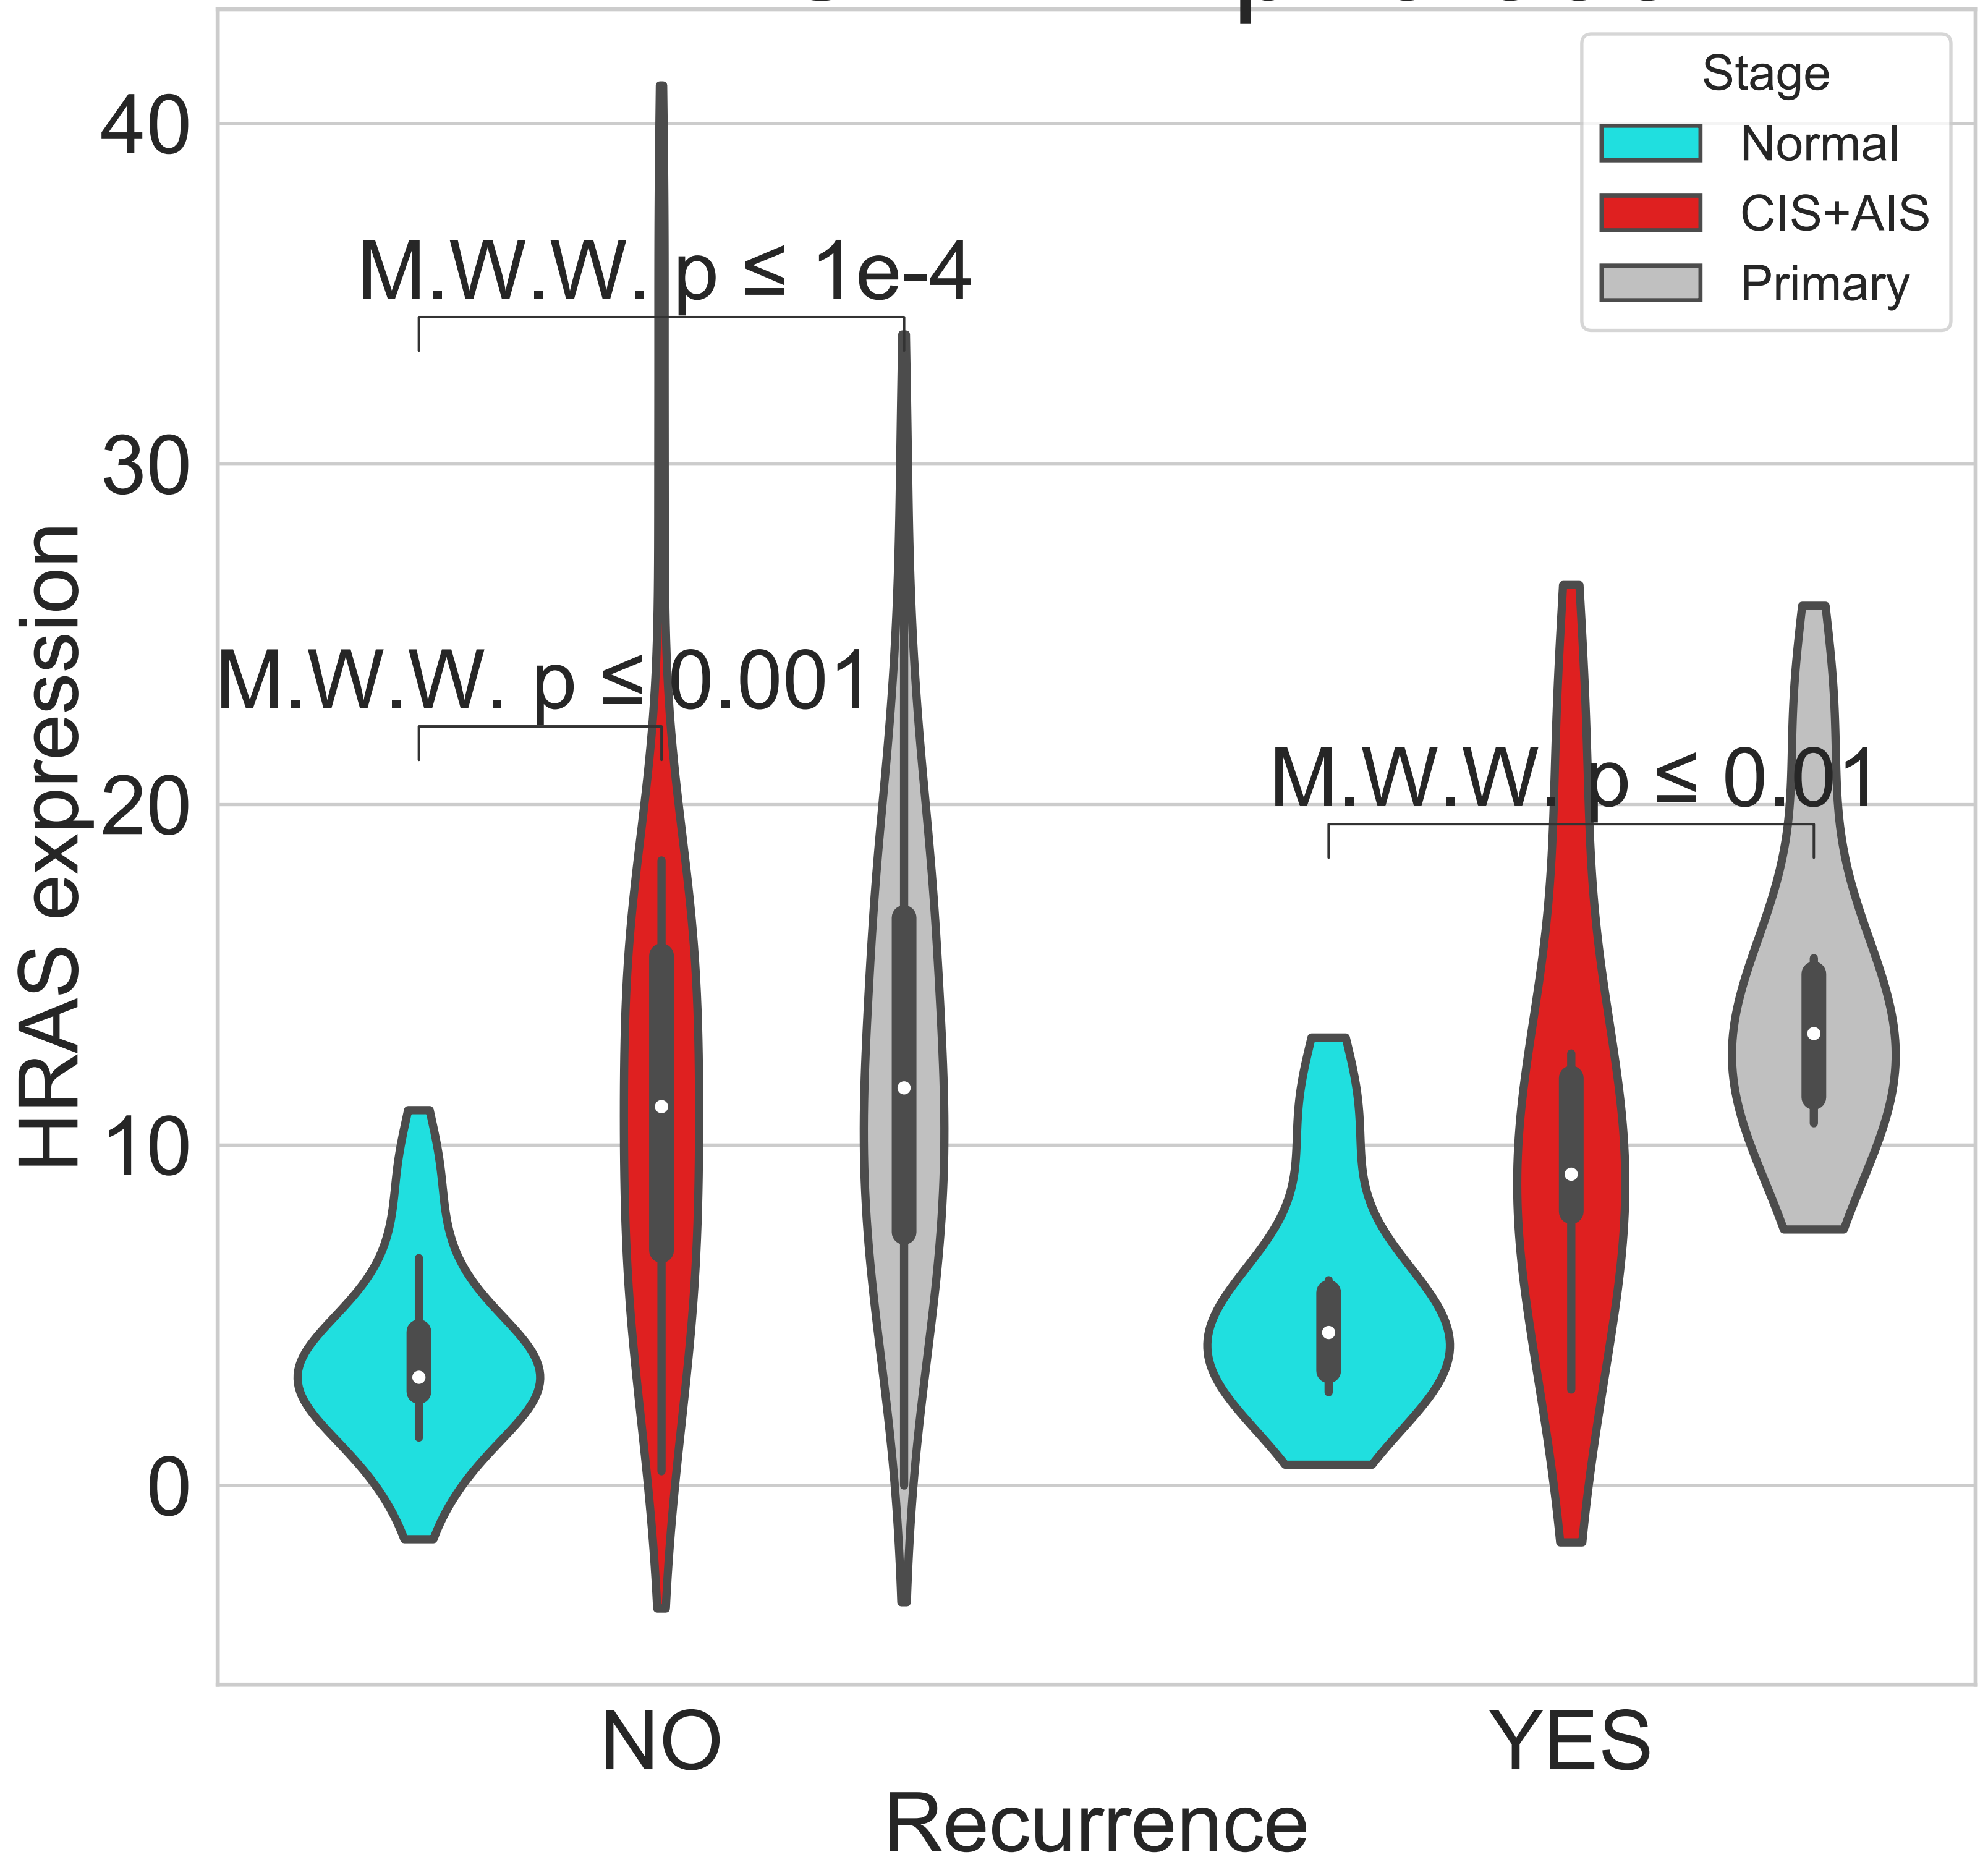 Stage
Normal
CIS+AIS
Primary
40
30
20
10
0
HRAS expression
M.W.W. p ≤ 1e-4
M.W.W. p ≤ 0.001
M.W.W. p ≤ 0.01
NO
YES
Recurrence